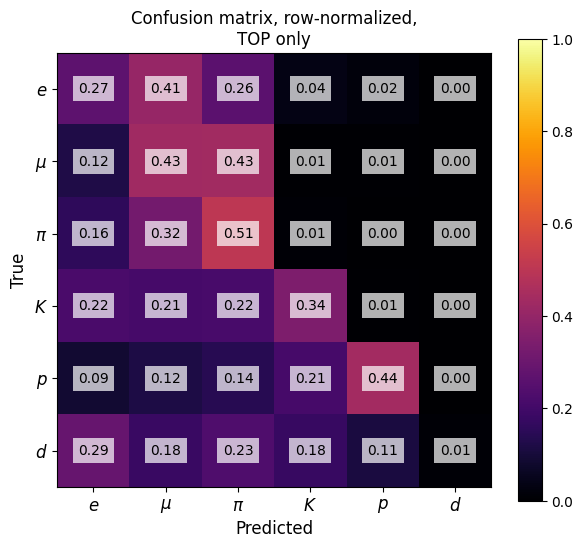 Confusion matrix, row-normalized,
TOP only
True
e 0.27 0.41 0.26 0.04 0.02 0.00
μ 0.12 0.43 0.43 0.01 0.01 0.00
π 0.16 0.32 0.51 0.01 0.00 0.00
K 0.22 0.21 0.22 0.34 0.01 0.00
p 0.09 0.12 0.14 0.21 0.44 0.00
d 0.29 0.18 0.23 0.18 0.11 0.01
e μ π K p d
Predicted
1.0
0.8
0.6
0.4
0.2
0.0